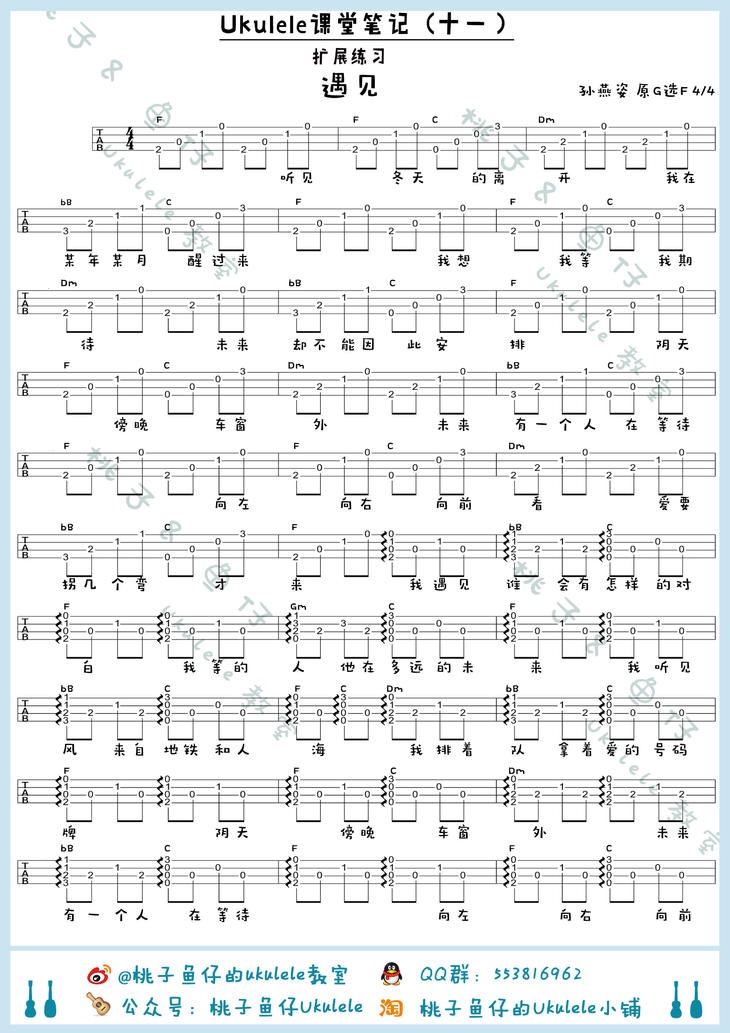 Ukulele课堂笔记（十一）
扩展练习
遇见
孙燕姿 原G选F 4/4
F F C Dm
听见 冬天 的离 开 我在
bB C F F C
某年某月 醒过来 我想 我等 我期
Dm bB C F
待 未来 却不能因 此安 排 阴天
F C Dm bB C
傍晚 车窗 外 未来 有一个人 在等待
F F C Dm
向左 向右 向前 看 爱要
bB C F bB C
拐几个弯 才 来 我遇见 谁 会有 怎样 的对
F Gm C F
白 我等的 人 他在多远的未 来 我听见
bB C F C Dm bB C
风 来自 地铁 和人 海 我排着 队 拿着爱的号码
F F C Dm
牌 阴天 傍晚 车窗 外 未来
bB C F F C
有一个人 在等待 向左 向右 向前
@桃子鱼仔的ukulele教室 QQ群：553816962
公众号：桃子鱼仔Ukulele 淘 桃子鱼仔的Ukulele小铺